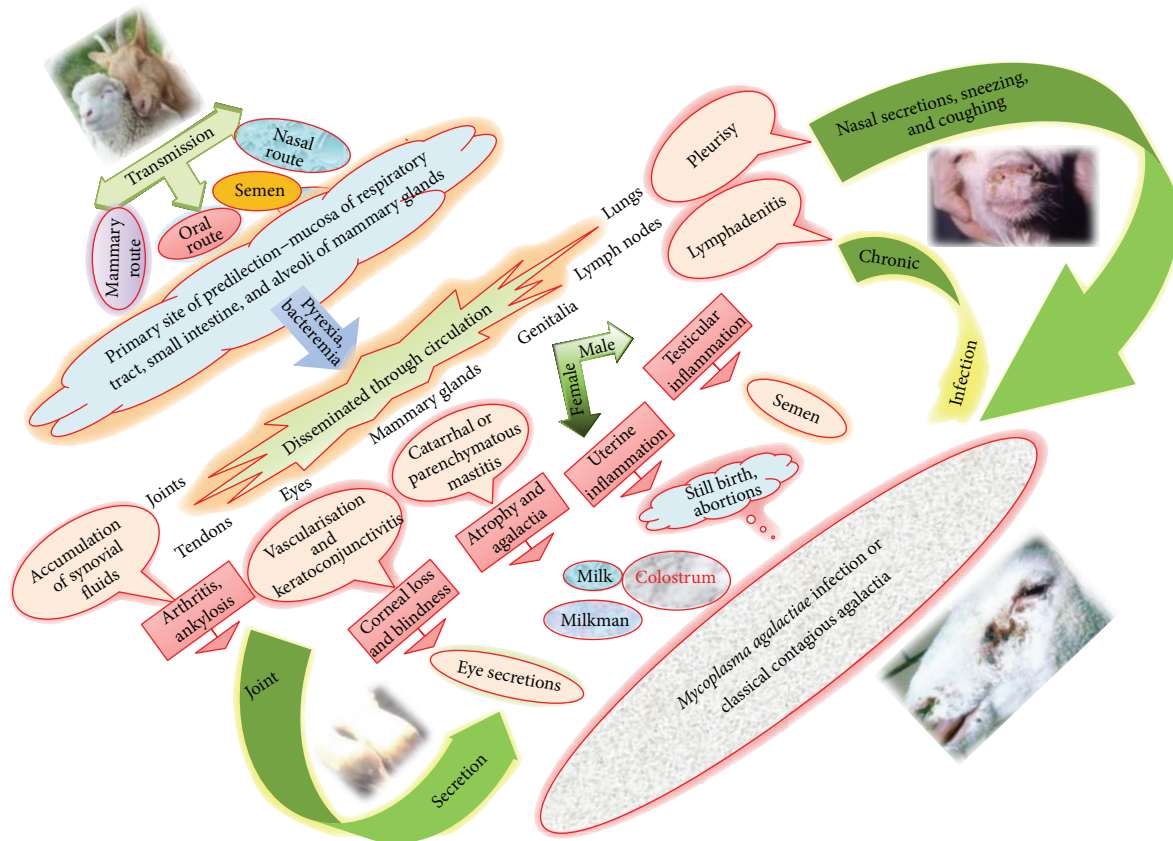 Transmission
Nasal
route
Semen
Oral
route
Mammary
route
Primary site of predilection–mucosa of respiratory
tract, small intestine, and alveoli of mammary glands
Pyrexia,
bacteremia
Disseminated through circulation
Lungs
Lymph nodes
Genitalia
Mammary glands
Eyes
Tendons
Joints
Pleurisy
Lymphadenitis
Nasal secretions, sneezing,
and coughing
Chronic
Infection
Male
Female
Testicular
inflammation
Semen
Uterine
inflammation
Still birth,
abortions
Catarrhal or
parenchymatous
mastitis
Atrophy and
agalactia
Milk
Colostrum
Milkman
Vascularisation
and
keratoconjunctivitis
Corneal loss
and blindness
Eye secretions
Accumulation
of synovial
fluids
Arthritis,
ankylosis
Joint
Secretion
Mycoplasma agalactiae infection or
classical contagious agalactia